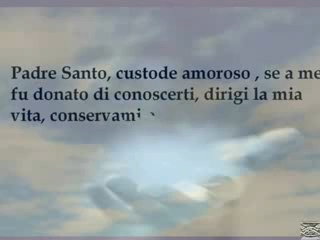 Padre Santo, custode amoroso , se a me
fu donato di conoscerti, dirigi la mia
vita, conservami